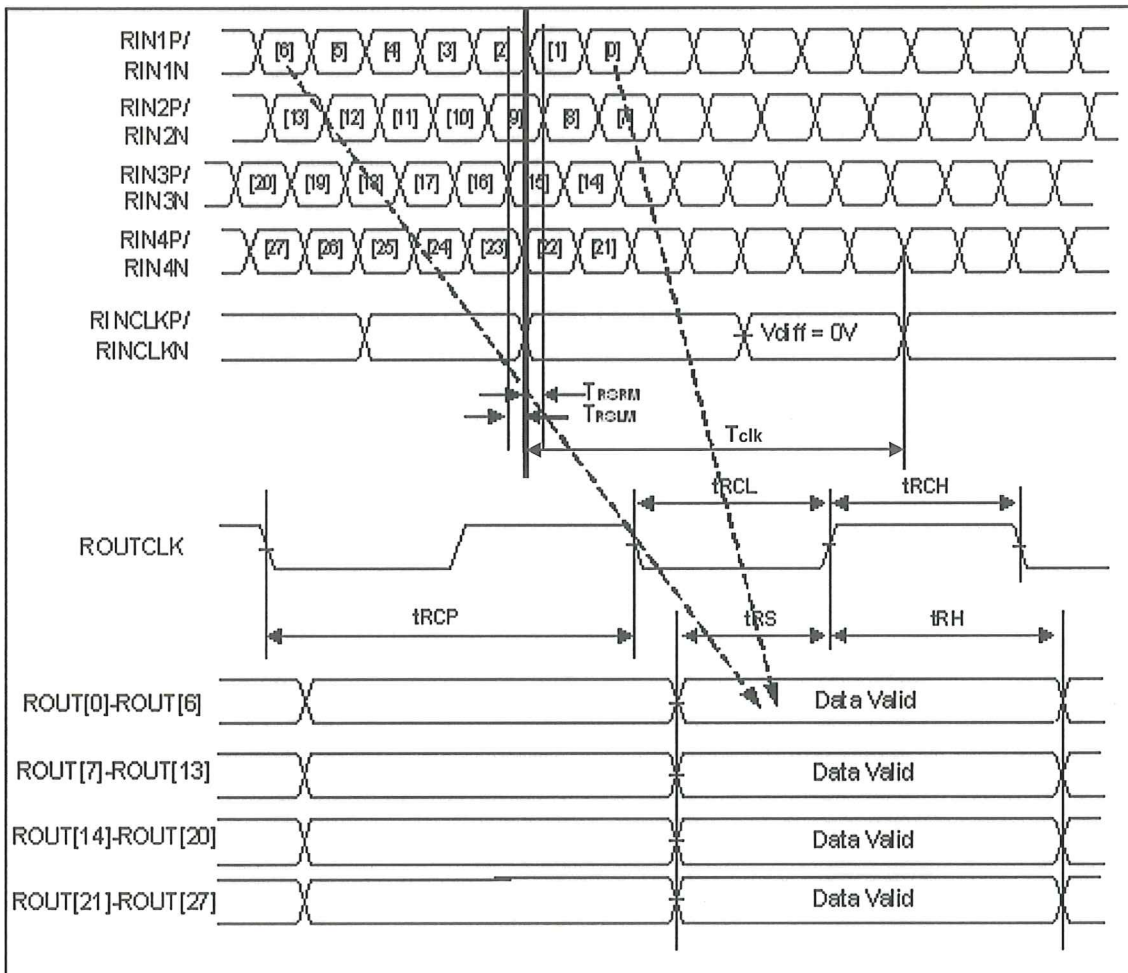 RIN1P/
RIN1N
[6] [5] [4] [3] [2] [1] [0]
RIN2P/
RIN2N
[13] [12] [11] [10] [9] [8]
RIN3P/
RIN3N
[20] [19] [18] [17] [16] 15] [14]
RIN4P/
RIN4N
[27] [26] [25] [24] [23] [22] [21]
RINCLKP/
RINCLKN
Vdiff = 0V
TRSRM
TRSLM
Tclk
tRCL tRCH
ROUTCLK
tRCP tRS tRH
ROUT[0]-ROUT[6] Data Valid
ROUT[7]-ROUT[13] Data Valid
ROUT[14]-ROUT[20] Data Valid
ROUT[21]-ROUT[27] Data Valid